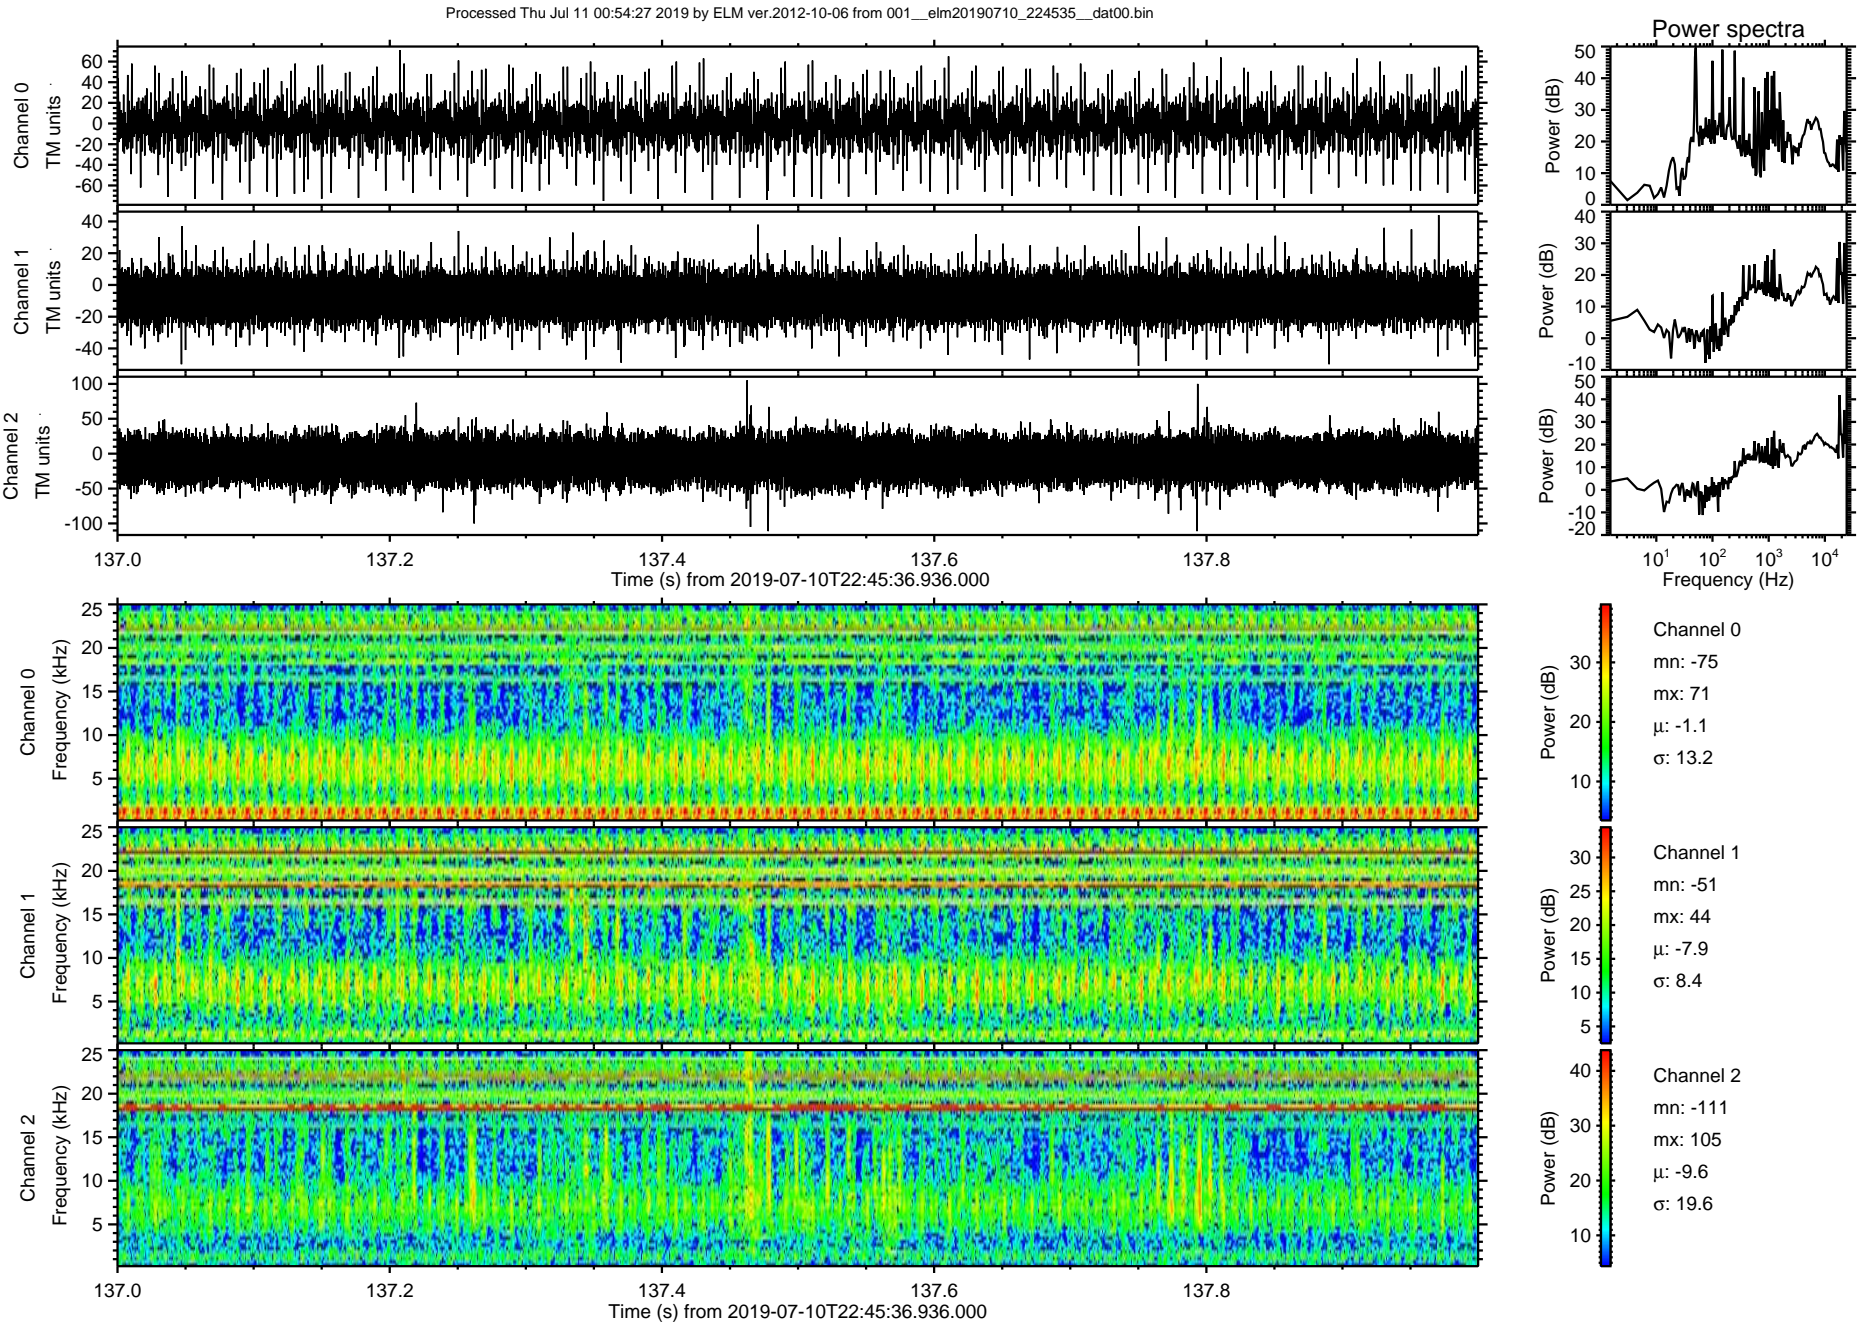 Processed Thu Jul 11 00:54:27 2019 by ELM ver.2012-10-06 from 001__elm20190710_224535__dat00.bin
Power spectra
Channel 0
TM units
60
40
20
0
-20
-40
-60
Power (dB)
50
40
30
20
10
0
Channel 1
TM units
40
20
0
-20
-40
Power (dB)
40
30
20
10
0
-10
Channel 2
TM units
100
50
0
-50
-100
Power (dB)
50
40
30
20
10
0
-10
-20
137.0 137.2 137.4 137.6 137.8
Time (s) from 2019-07-10T22:45:36.936.000
10^1 10^2 10^3 10^4
Frequency (Hz)
Channel 0
Frequency (kHz)
25
20
15
10
5
Power (dB)
30
20
10
Channel 0
mn: -75
mx: 71
μ: -1.1
σ: 13.2
Channel 1
Frequency (kHz)
25
20
15
10
5
Power (dB)
30
25
20
15
10
5
Channel 1
mn: -51
mx: 44
μ: -7.9
σ: 8.4
Channel 2
Frequency (kHz)
25
20
15
10
5
Power (dB)
40
30
20
10
Channel 2
mn: -111
mx: 105
μ: -9.6
σ: 19.6
137.0 137.2 137.4 137.6 137.8
Time (s) from 2019-07-10T22:45:36.936.000